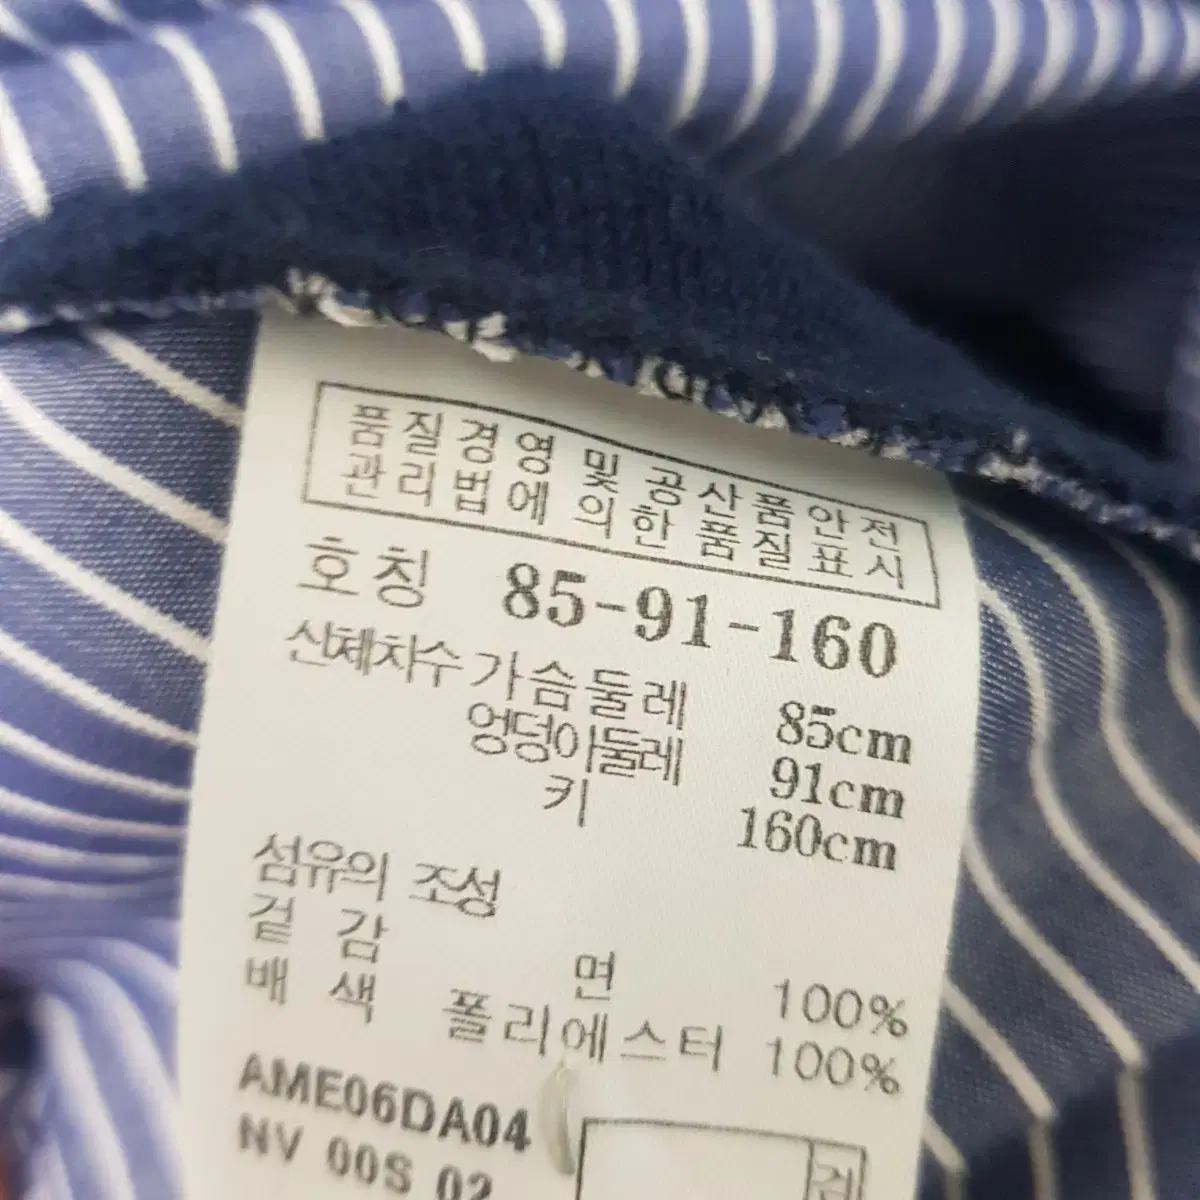 품질경영 및 공산품안전
관리법에 의한 품질표시
호칭 85-91-160
신체치수 가슴둘레 85cm
엉덩이둘레 91cm
키 160cm
섬유의 조성
겉감 면 100%
배색 폴리에스터 100%
AME06DA04
NV 00S 02
검